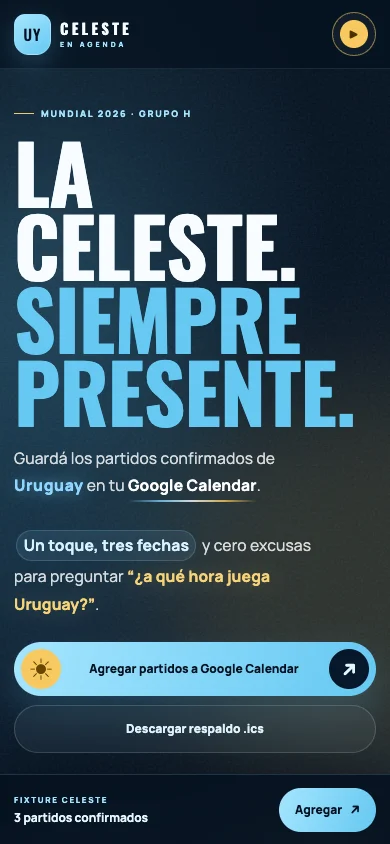 UY
CELESTE
EN AGENDA
MUNDIAL 2026 · GRUPO H
LA
CELESTE.
SIEMPRE
PRESENTE.
Guardá los partidos confirmados de
Uruguay en tu Google Calendar.
Un toque, tres fechas y cero excusas
para preguntar “¿a qué hora juega
Uruguay?”.
Agregar partidos a Google Calendar
Descargar respaldo .ics
FIXTURE CELESTE
3 partidos confirmados
Agregar